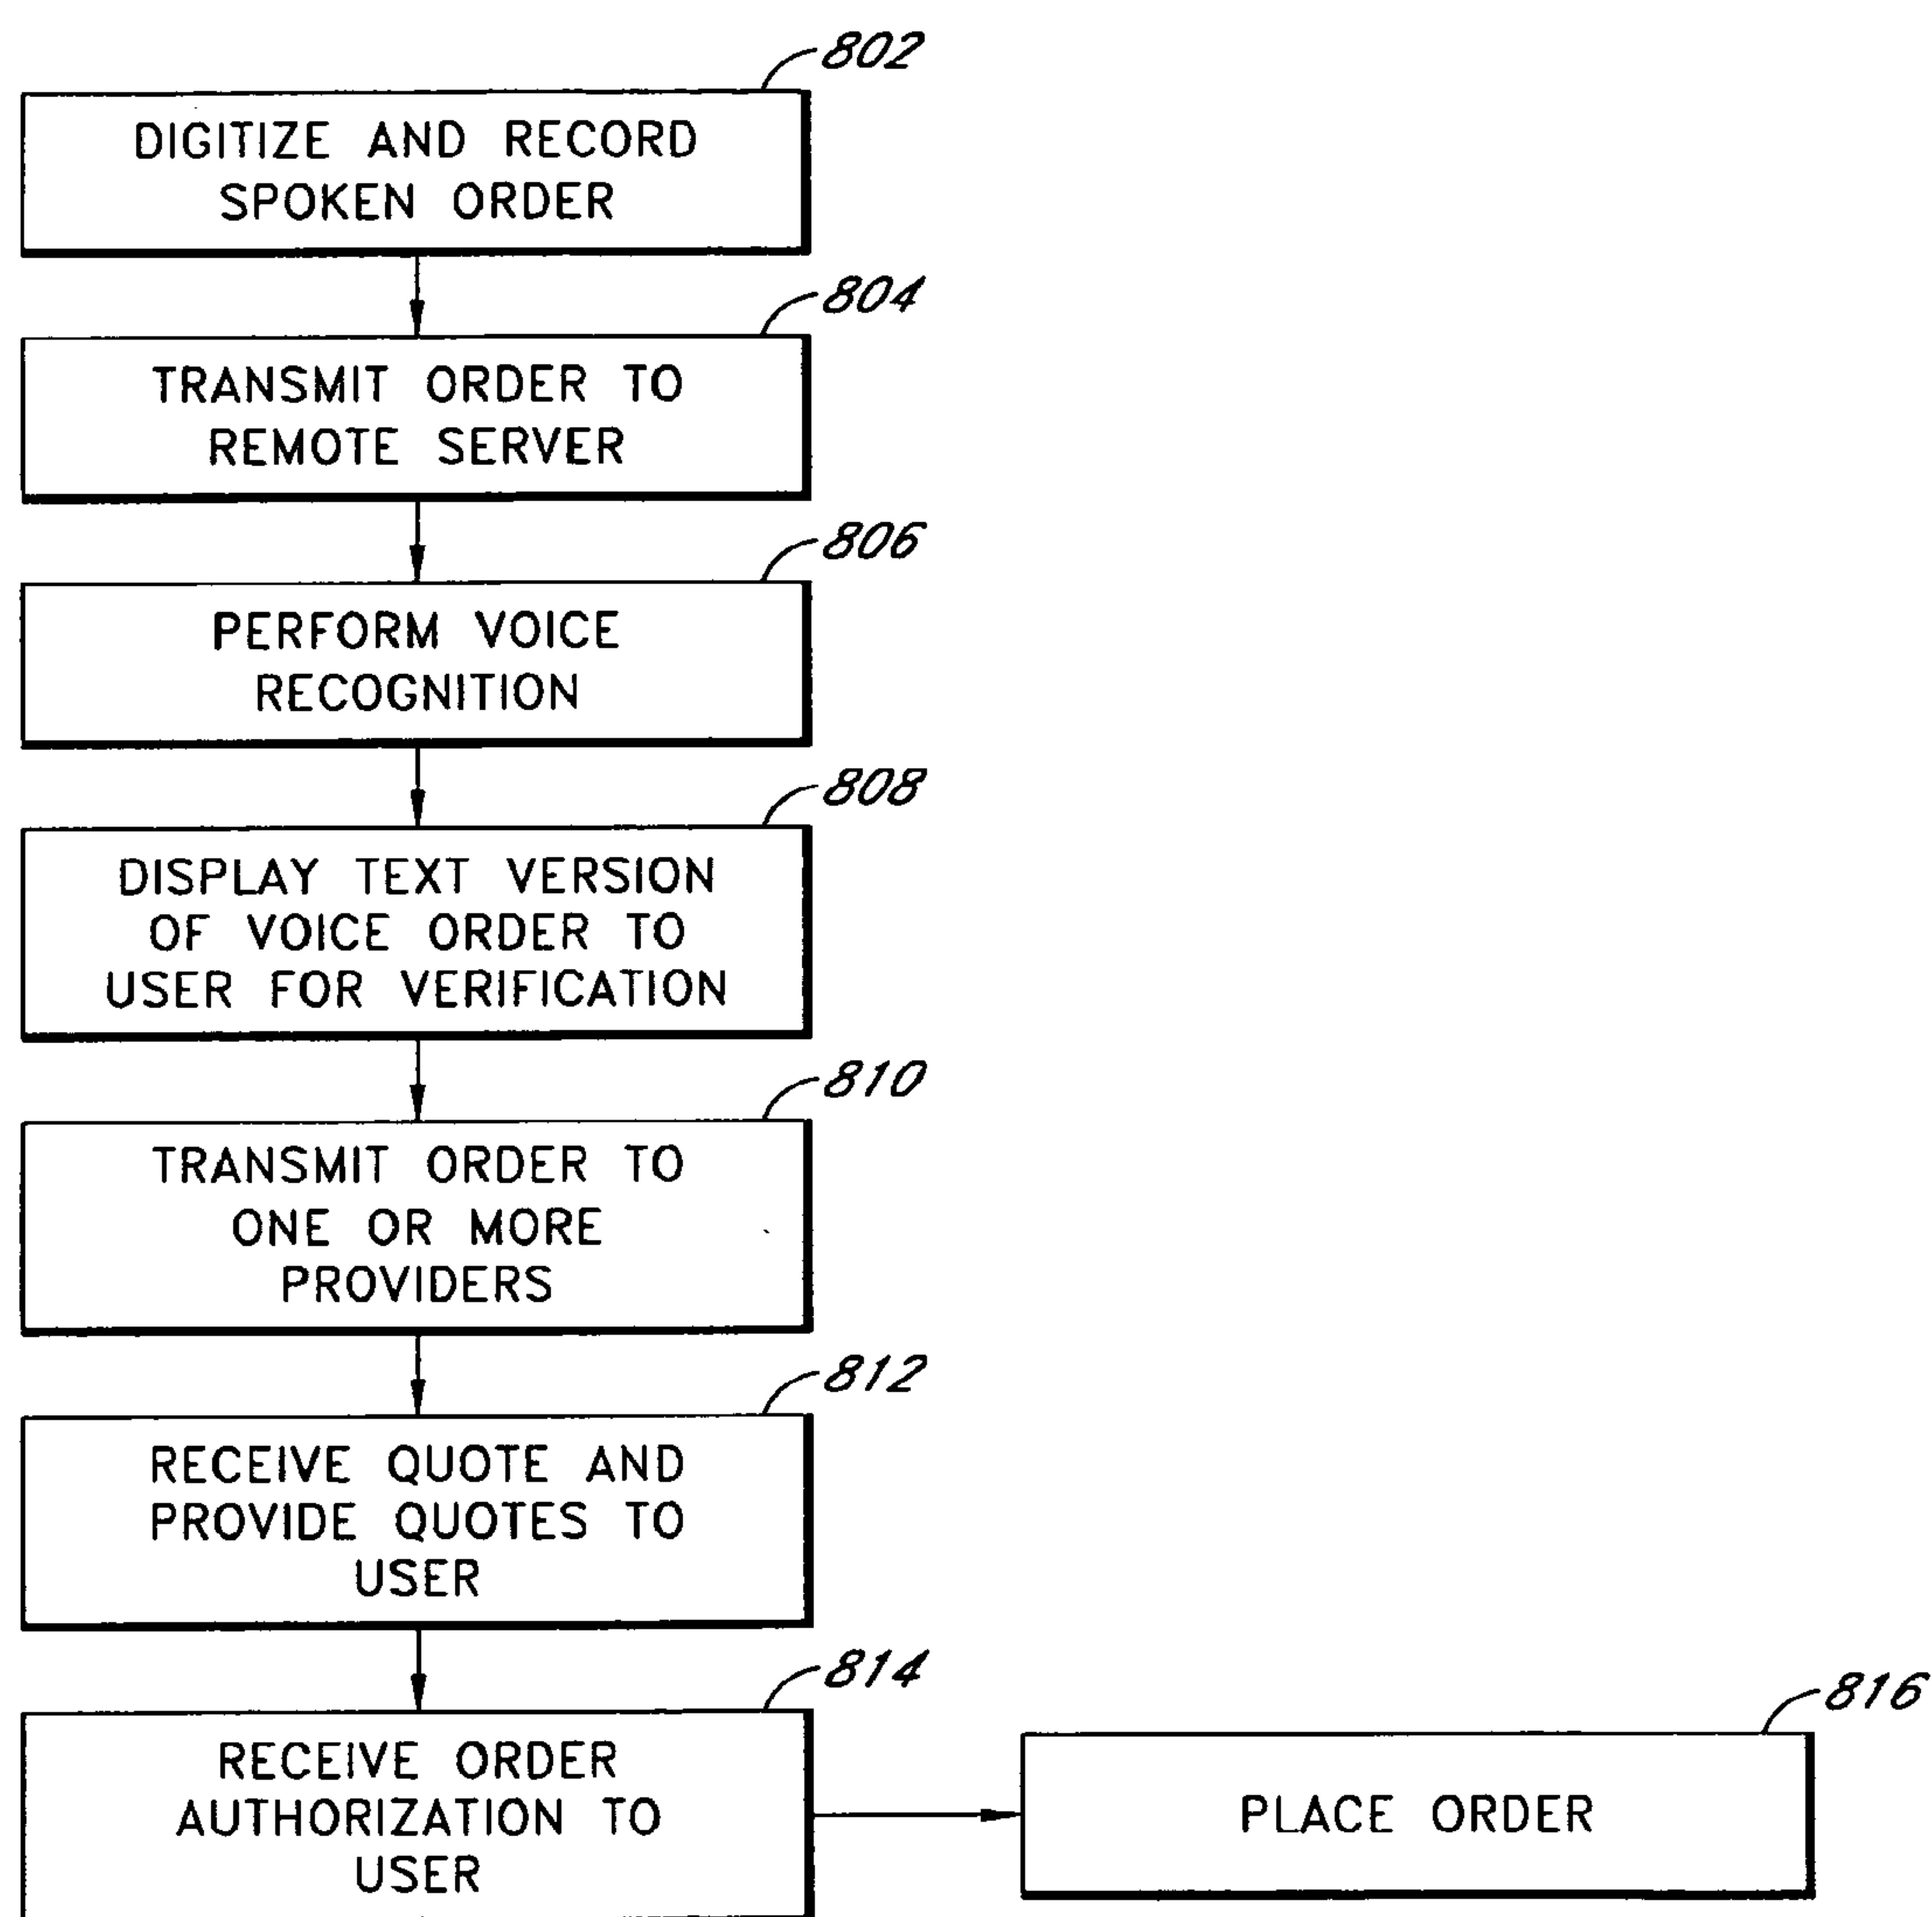 802
DIGITIZE AND RECORD
SPOKEN ORDER
804
TRANSMIT ORDER TO
REMOTE SERVER
806
PERFORM VOICE
RECOGNITION
808
DISPLAY TEXT VERSION
OF VOICE ORDER TO
USER FOR VERIFICATION
810
TRANSMIT ORDER TO
ONE OR MORE
PROVIDERS
812
RECEIVE QUOTE AND
PROVIDE QUOTES TO
USER
814
RECEIVE ORDER
AUTHORIZATION TO
USER
816
PLACE ORDER